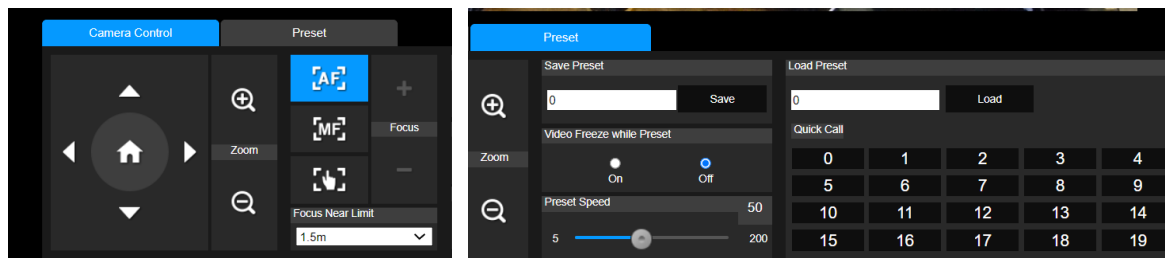 Camera Control Preset
AF
MF
Focus
Zoom
Focus Near Limit
1.5m
Preset
Save Preset
0 Save
Video Freeze while Preset
On Off
Zoom
Preset Speed 50
5 200
Load Preset
0 Load
Quick Call
0 1 2 3 4
5 6 7 8 9
10 11 12 13 14
15 16 17 18 19